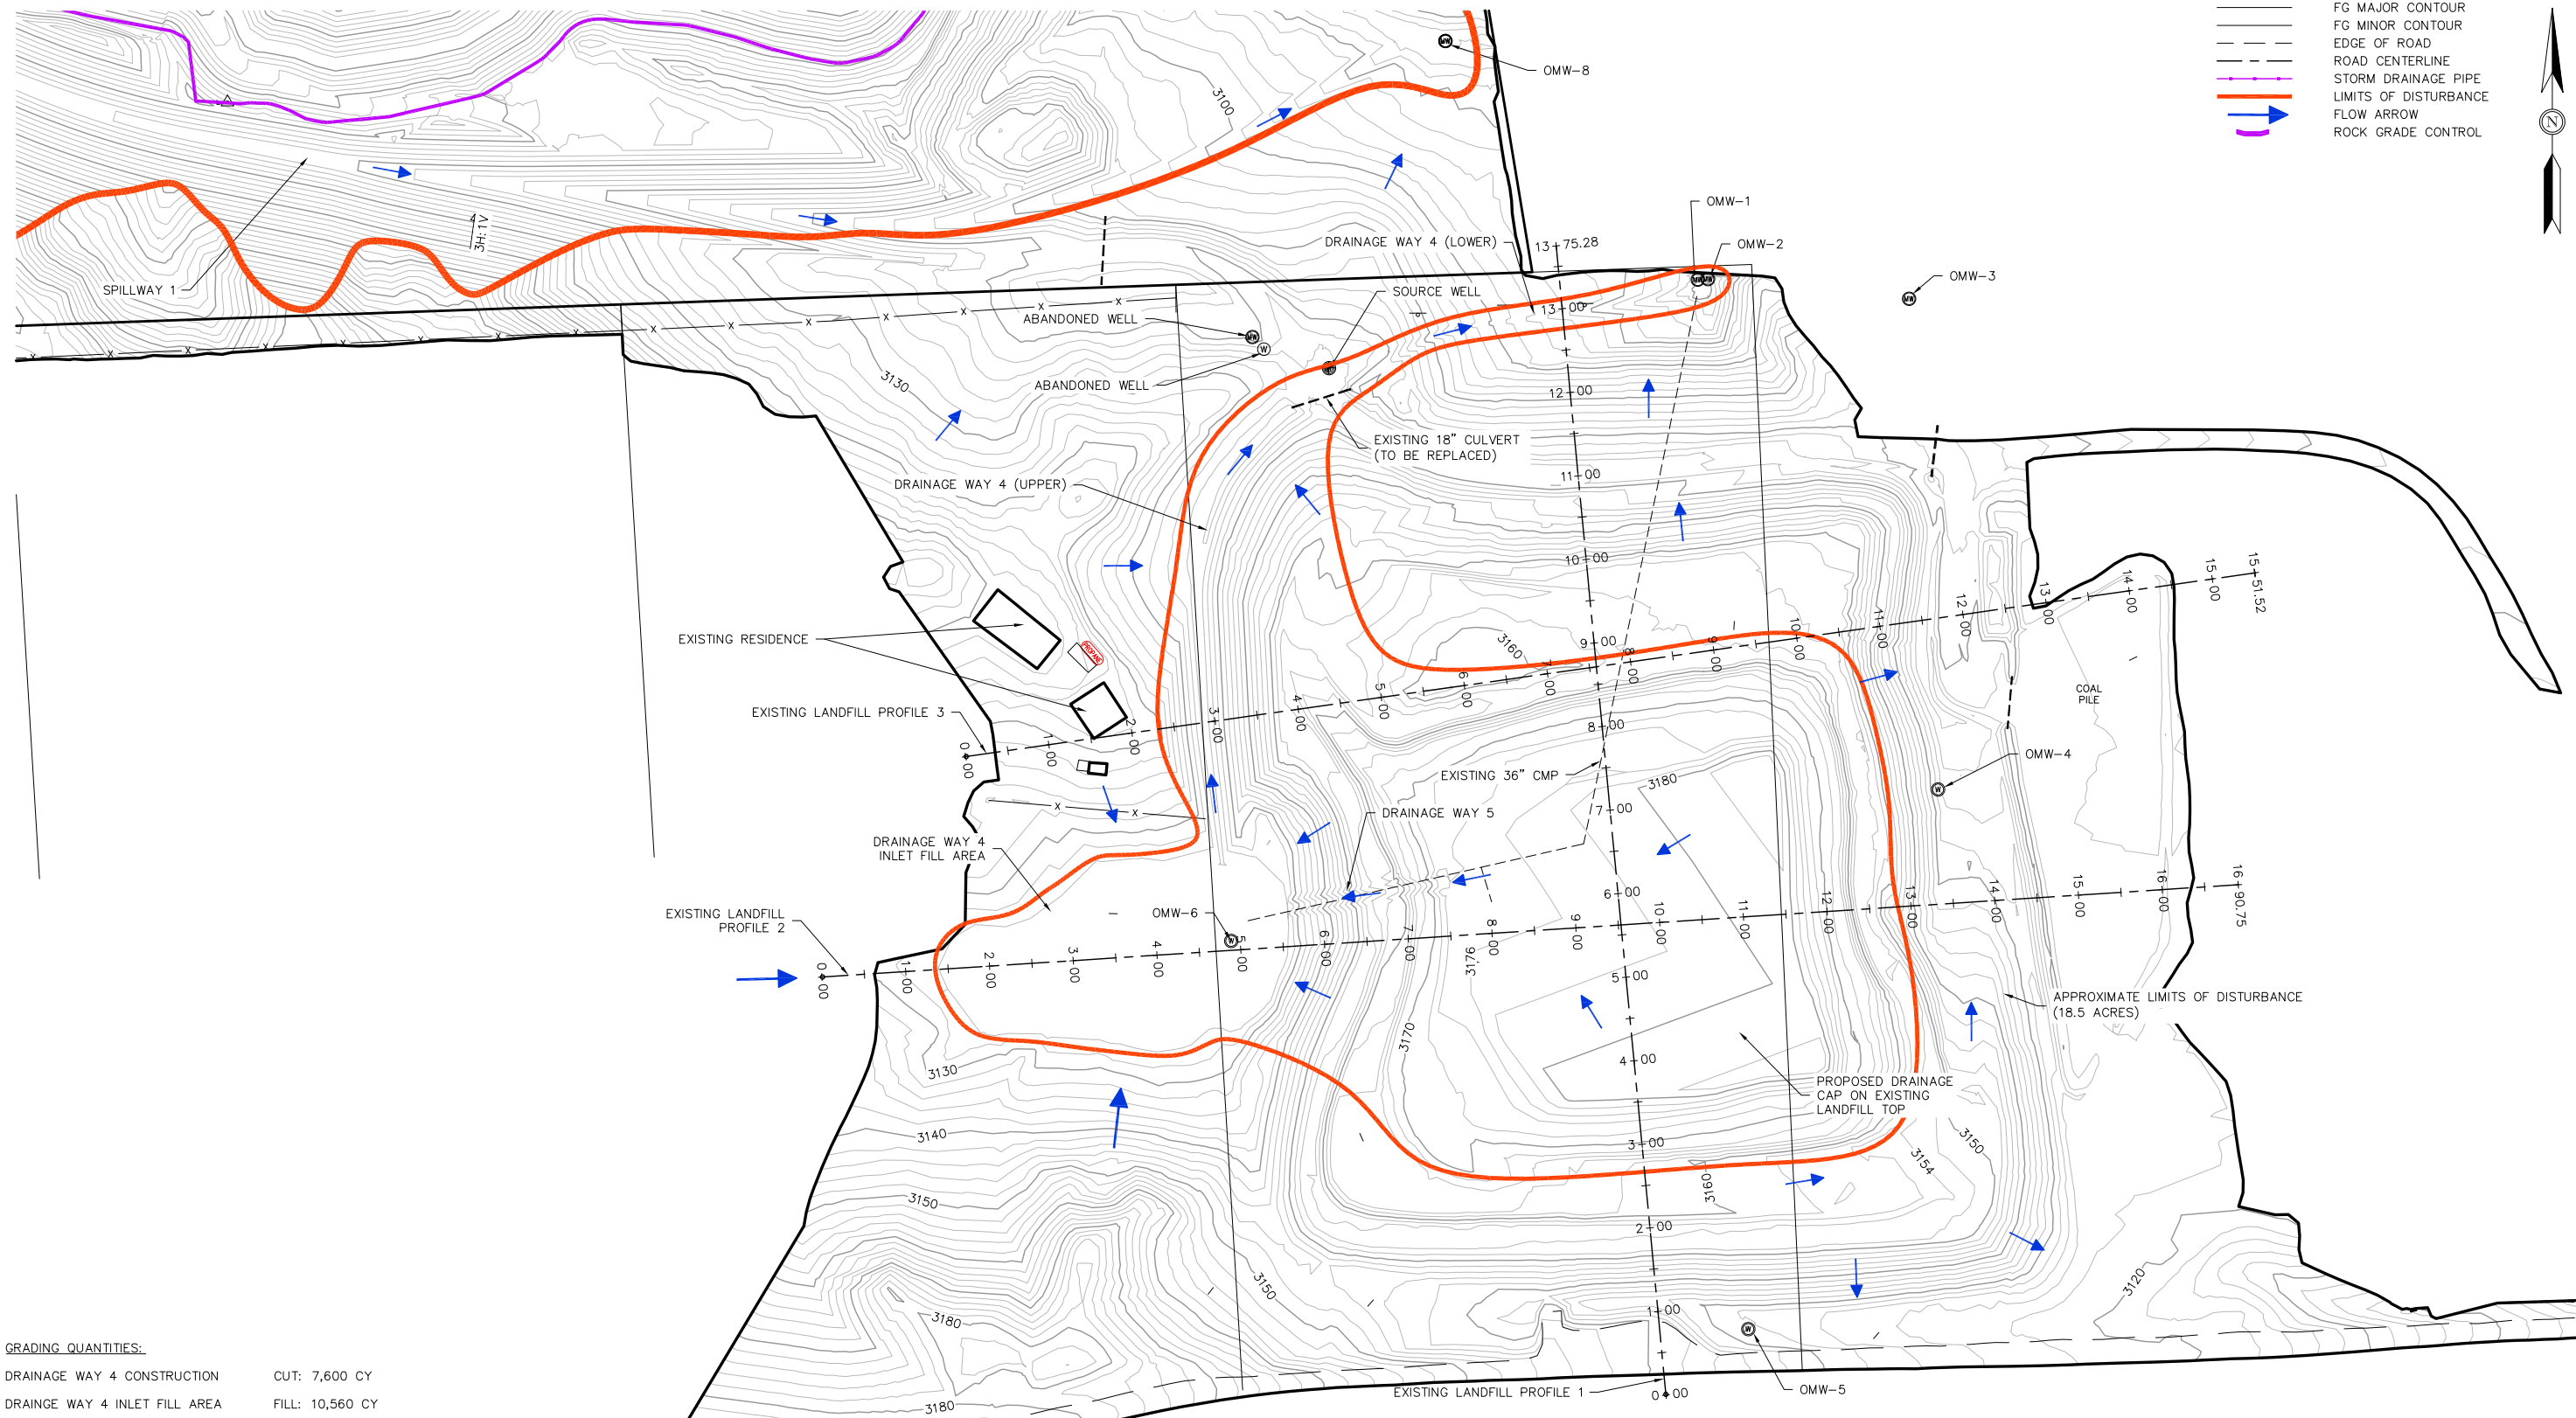 FG MAJOR CONTOUR
FG MINOR CONTOUR
EDGE OF ROAD
ROAD CENTERLINE
STORM DRAINAGE PIPE
LIMITS OF DISTURBANCE
FLOW ARROW
ROCK GRADE CONTROL
N
OMW-8
MW
3100
OMW-1
OMW-2
OMW-3
MW
MW
MW
DRAINAGE WAY 4 (LOWER)
13+75.28
3H:1V
SPILLWAY 1
SOURCE WELL
13+00
ABANDONED WELL
MW
W
ABANDONED WELL
3130
12+00
EXISTING 18" CULVERT
(TO BE REPLACED)
11+00
DRAINAGE WAY 4 (UPPER)
10+00
EXISTING RESIDENCE
PROPANE
3160
9+00
EXISTING LANDFILL PROFILE 3
0+00
1+00
2+00
3+00
4+00
5+00
6+00
7+00
8+00
9+00
10+00
11+00
12+00
13+00
14+00
15+00
15+51.52
COAL
PILE
8+00
OMW-4
W
EXISTING 36" CMP
3180
DRAINAGE WAY 5
7+00
DRAINAGE WAY 4
INLET FILL AREA
6+00
EXISTING LANDFILL
PROFILE 2
OMW-6
W
0+00
1+00
2+00
3+00
4+00
5+00
6+00
7+00
8+00
9+00
10+00
11+00
12+00
13+00
14+00
15+00
16+00
16+90.75
3176
5+00
APPROXIMATE LIMITS OF DISTURBANCE
(18.5 ACRES)
3170
4+00
3130
PROPOSED DRAINAGE
CAP ON EXISTING
LANDFILL TOP
3140
3+00
3150
3154
3150
3160
2+00
3150
3120
3180
1+00
W
GRADING QUANTITIES:
DRAINAGE WAY 4 CONSTRUCTION CUT: 7,600 CY
DRAINGE WAY 4 INLET FILL AREA FILL: 10,560 CY
3180
EXISTING LANDFILL PROFILE 1
0+00
OMW-5